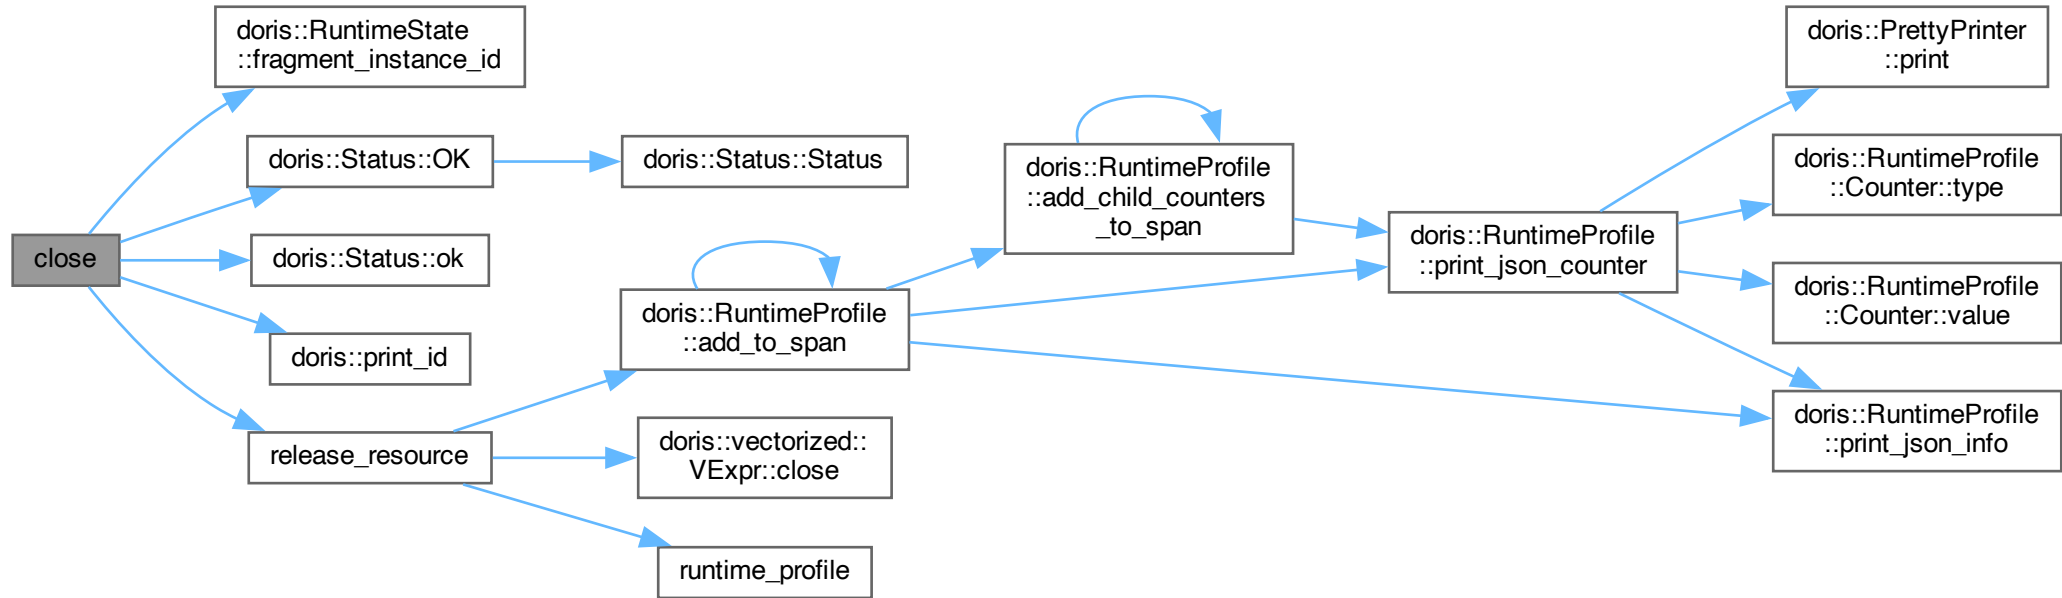 close
doris::RuntimeState
::fragment_instance_id
doris::Status::OK
doris::Status::Status
doris::Status::ok
doris::print_id
release_resource
doris::RuntimeProfile
::add_to_span
doris::RuntimeProfile
::add_child_counters
_to_span
doris::RuntimeProfile
::print_json_counter
doris::PrettyPrinter
::print
doris::RuntimeProfile
::Counter::type
doris::RuntimeProfile
::Counter::value
doris::RuntimeProfile
::print_json_info
doris::vectorized::
VExpr::close
runtime_profile